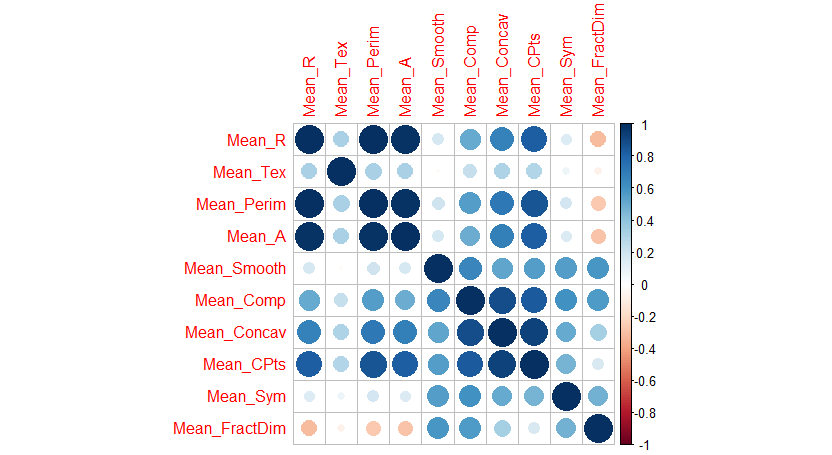 Mean_R
Mean_Tex
Mean_Perim
Mean_A
Mean_Smooth
Mean_Comp
Mean_Concav
Mean_CPts
Mean_Sym
Mean_FractDim
Mean_R
Mean_Tex
Mean_Perim
Mean_A
Mean_Smooth
Mean_Comp
Mean_Concav
Mean_CPts
Mean_Sym
Mean_FractDim
1
0.8
0.6
0.4
0.2
0
-0.2
-0.4
-0.6
-0.8
-1